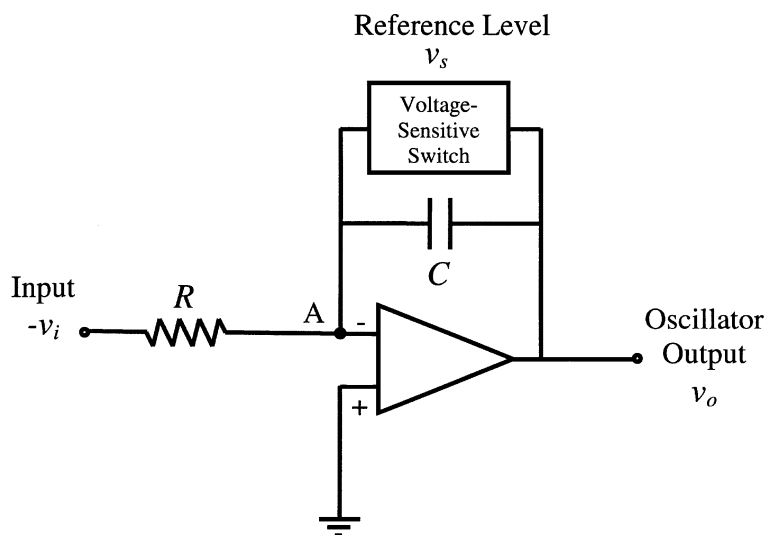 Reference Level
v_s
Voltage-
Sensitive
Switch
C
Input
-v_i
R
A
-
+
Oscillator
Output
v_o